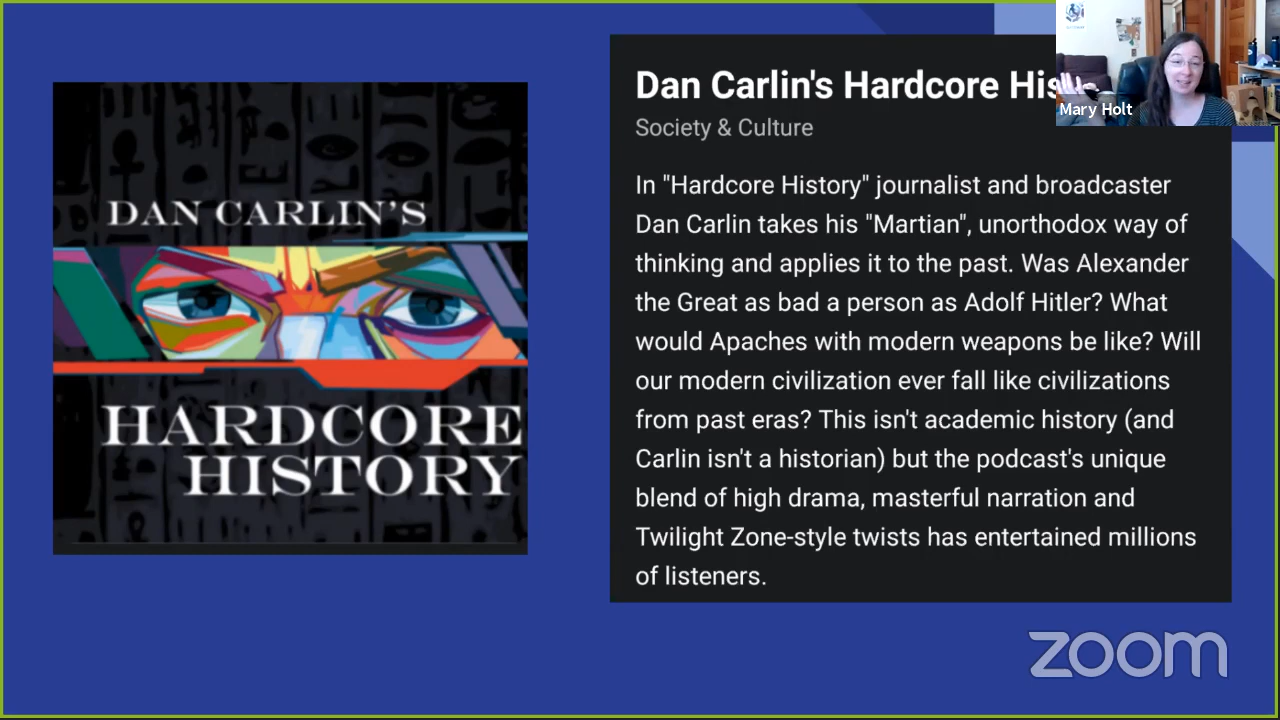 DAN CARLIN'S
HARDCORE
HISTORY
Dan Carlin's Hardcore His
Society & Culture
In "Hardcore History" journalist and broadcaster
Dan Carlin takes his "Martian", unorthodox way of
thinking and applies it to the past. Was Alexander
the Great as bad a person as Adolf Hitler? What
would Apaches with modern weapons be like? Will
our modern civilization ever fall like civilizations
from past eras? This isn't academic history (and
Carlin isn't a historian) but the podcast's unique
blend of high drama, masterful narration and
Twilight Zone-style twists has entertained millions
of listeners.
Mary Holt
zoom